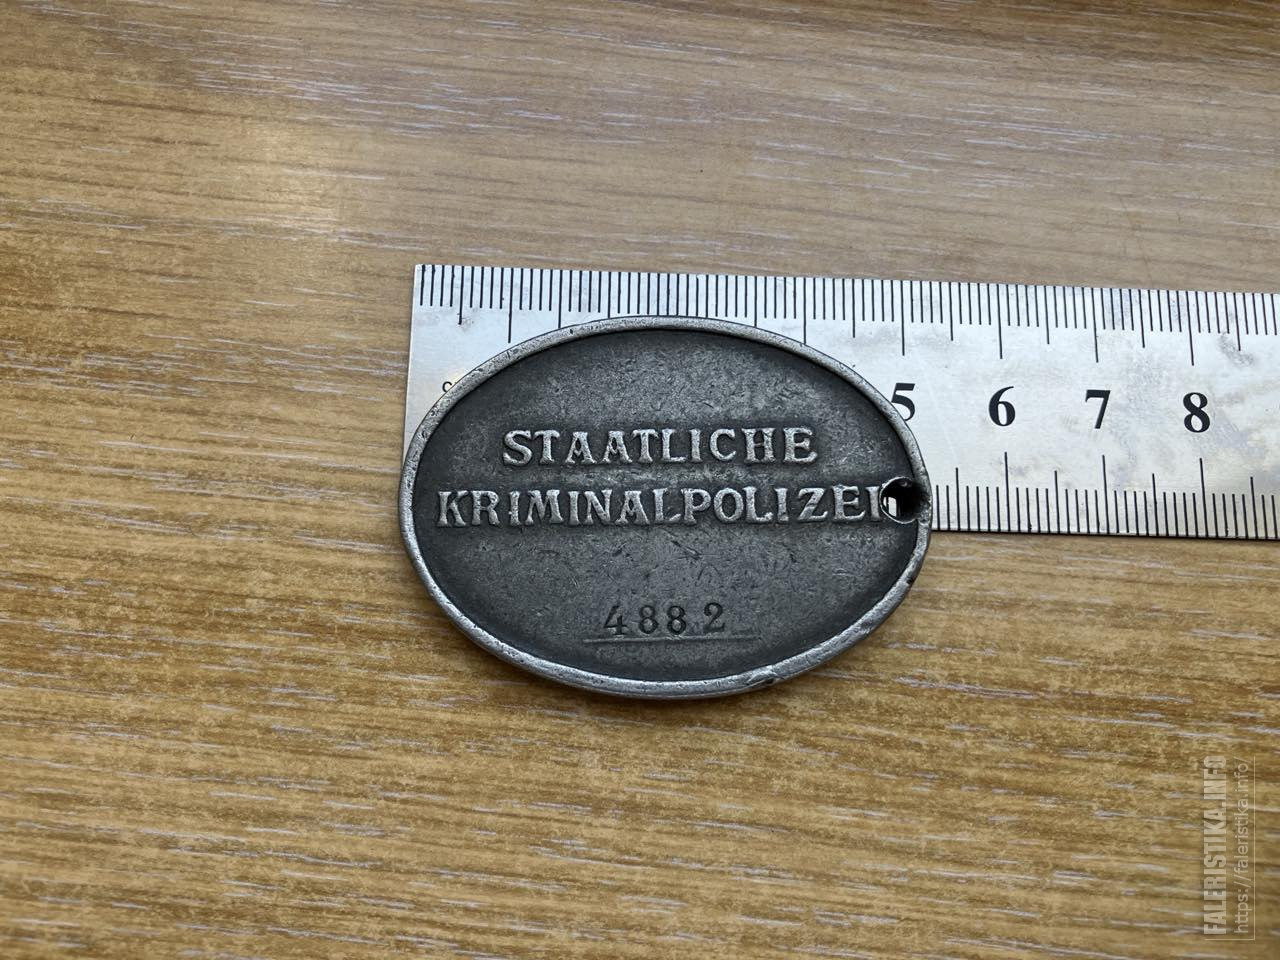 5 6 7 8
STAATLICHE
KRIMINALPOLIZEI
4882
FALERISTIKA.INFO
https://faleristika.info